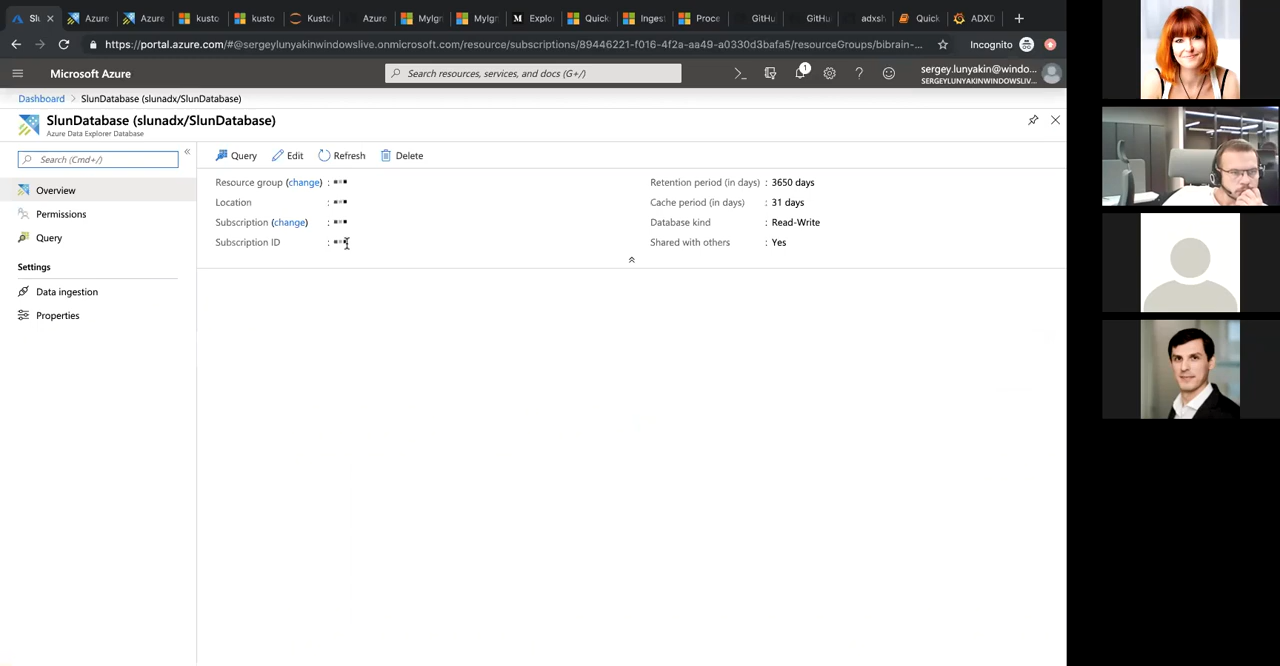 Slu
Azure
Azure
kusto
kusto
Kustol
Azure
MyIgn
MyIgn
Explo
Quick
Ingest
Proce
GitHu
GitHu
adxsh
Quick
ADXD
https://portal.azure.com/#@sergeylunyakinwindowslive.onmicrosoft.com/resource/subscriptions/89446221-f016-4f2a-aa49-a0330d3bafa5/resourceGroups/bibrain-...
Incognito
Microsoft Azure
Search resources, services, and docs (G+/)
1
sergey.lunyakin@windo...
SERGEYLUNYAKINWINDOWSLIV...
Dashboard > SlunDatabase (slunadx/SlunDatabase)
SlunDatabase (slunadx/SlunDatabase)
Azure Data Explorer Database
Search (Cmd+/)
Overview
Permissions
Query
Settings
Data ingestion
Properties
Query Edit Refresh Delete
Resource group (change) :
Location :
Subscription (change) :
Subscription ID :
Retention period (in days) : 3650 days
Cache period (in days) : 31 days
Database kind : Read-Write
Shared with others : Yes